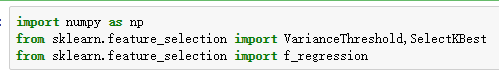 import numpy as np
from sklearn.feature_selection import VarianceThreshold,SelectKBest
from sklearn.feature_selection import f_regression